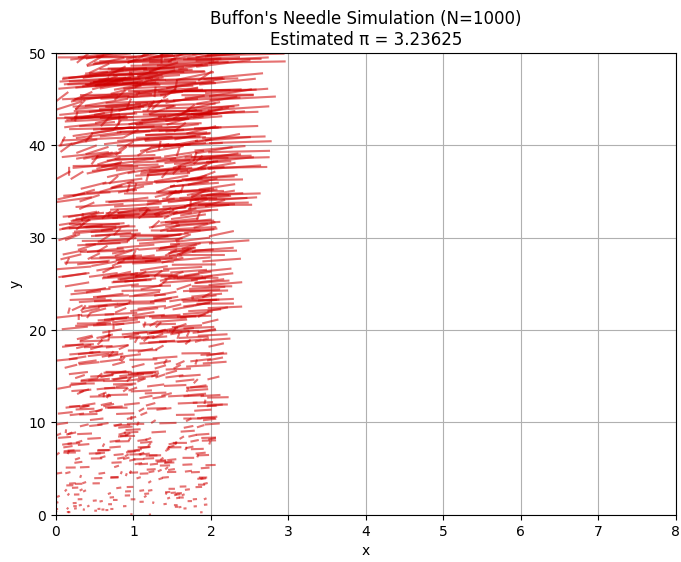 Buffon's Needle Simulation (N=1000)
Estimated π = 3.23625
50
40
30
20
10
0
y
0 1 2 3 4 5 6 7 8
x